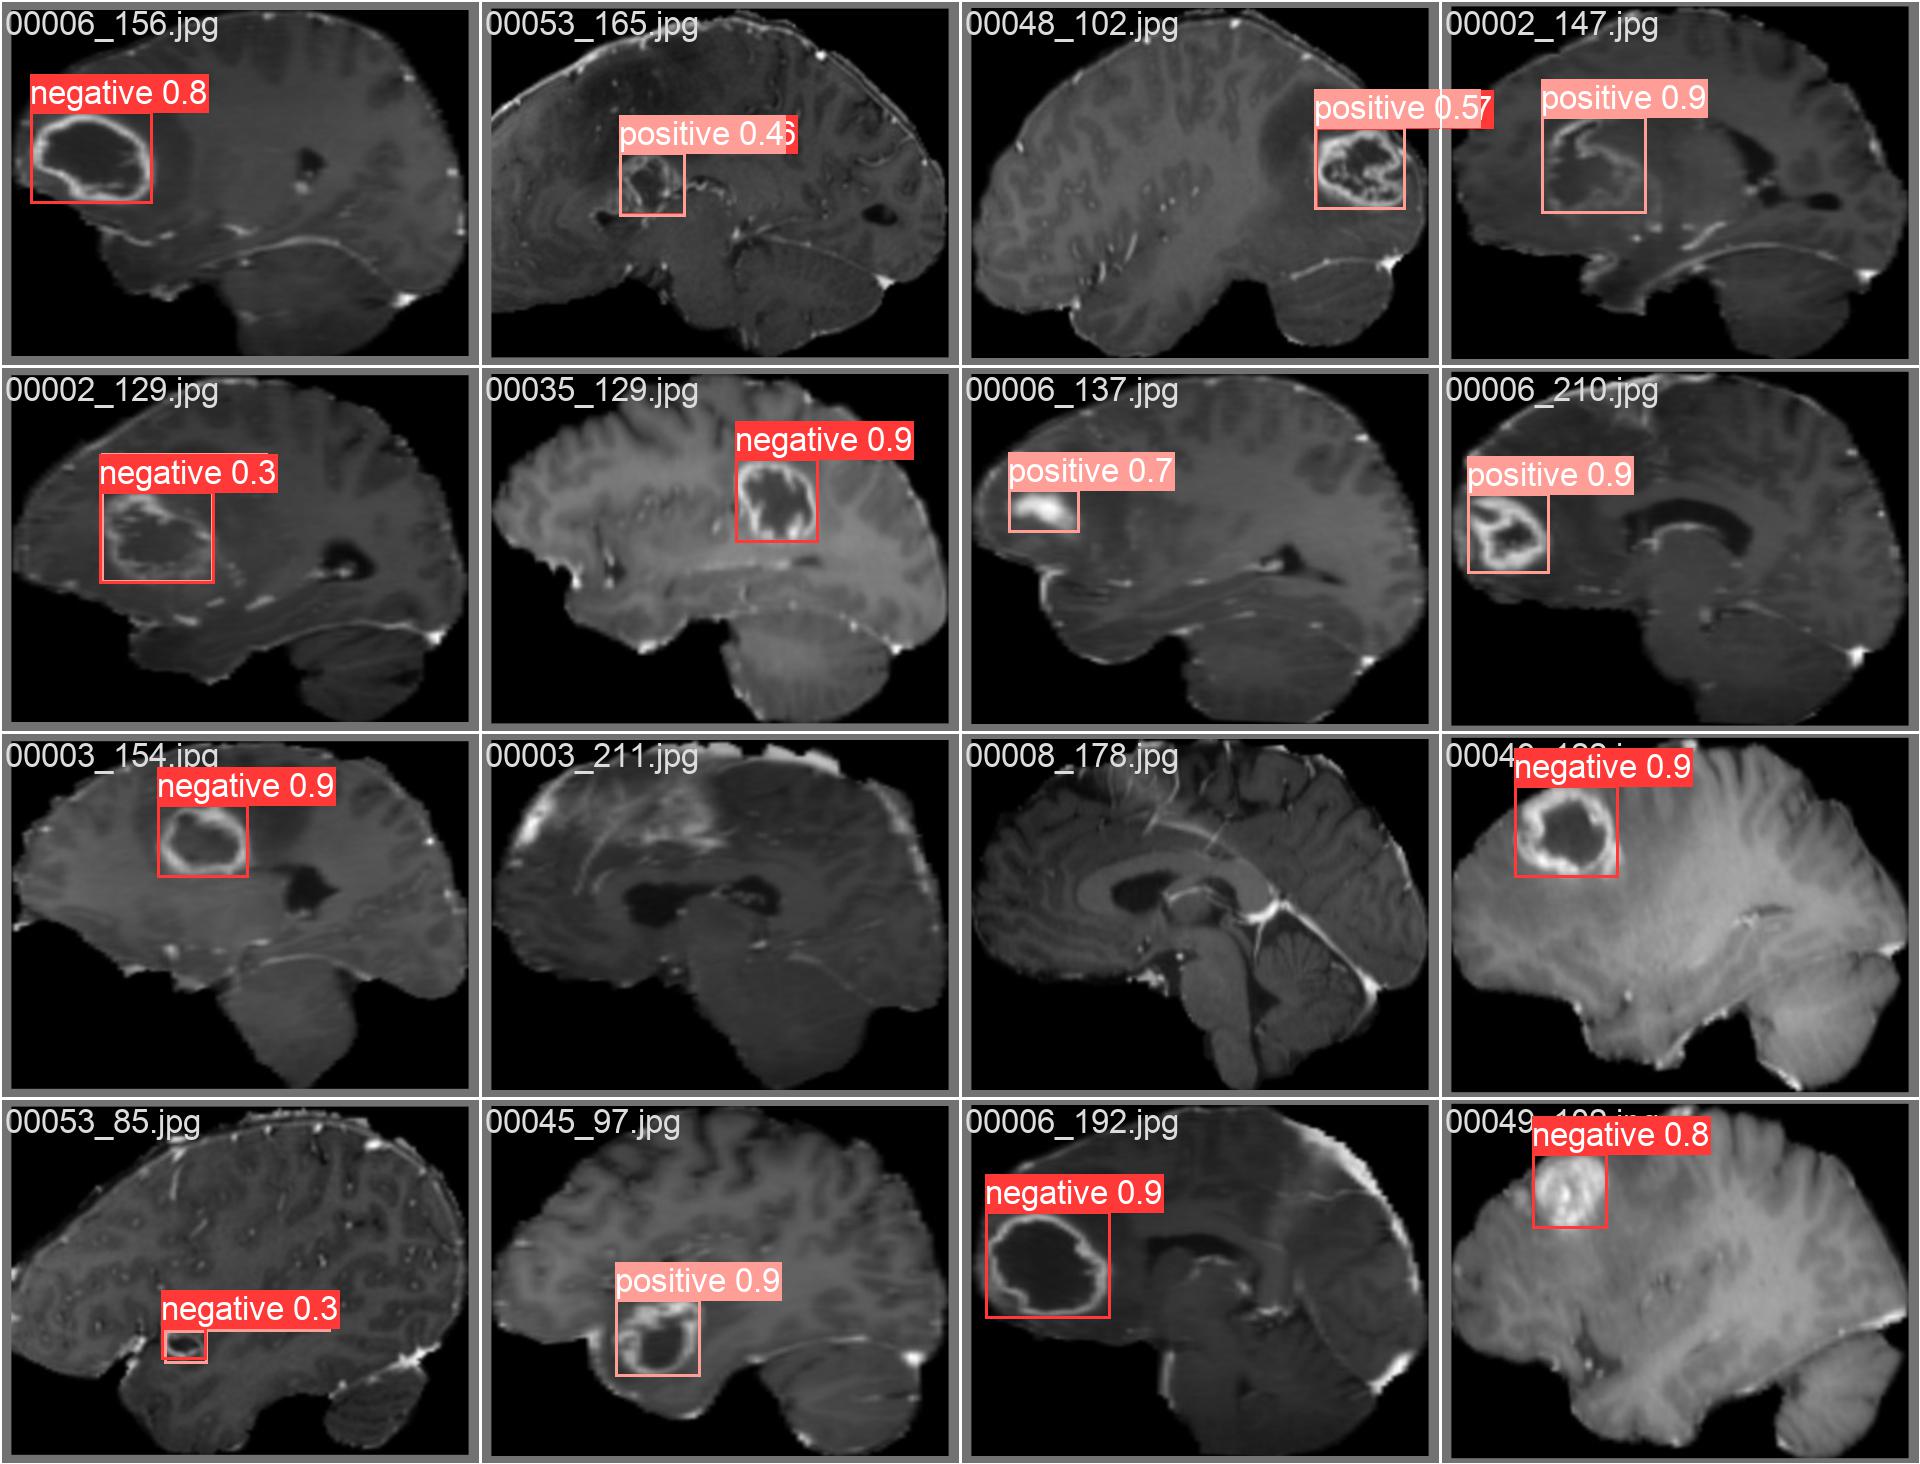 00006_156.jpg
negative 0.8
00053_165.jpg
positive 0.4
00048_102.jpg
positive 0.5
00002_147.jpg
positive 0.9
00002_129.jpg
negative 0.3
00035_129.jpg
negative 0.9
00006_137.jpg
positive 0.7
00006_210.jpg
positive 0.9
00003_154.jpg
negative 0.9
00003_211.jpg
00008_178.jpg
negative 0.9
00053_85.jpg
negative 0.3
00045_97.jpg
positive 0.9
00006_192.jpg
negative 0.9
00049
negative 0.8